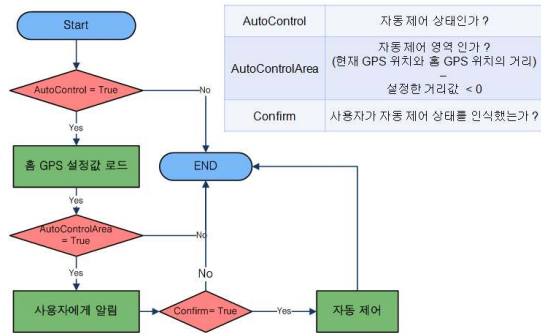 Start
AutoControl = True
No
Yes
홈 GPS 설정값 로드
Yes
AutoControlArea
= True
No
Yes
사용자에게 알림
Confirm= True
No
Yes
자동 제어
END
AutoControl
자동 제어 상태인가 ?
AutoControlArea
자동 제어 영역 인가 ?
(현재 GPS 위치와 홈 GPS 위치의 거리)
–
설정한 거리값 < 0
Confirm
사용자가 자동 제어 상태를 인식했는가 ?